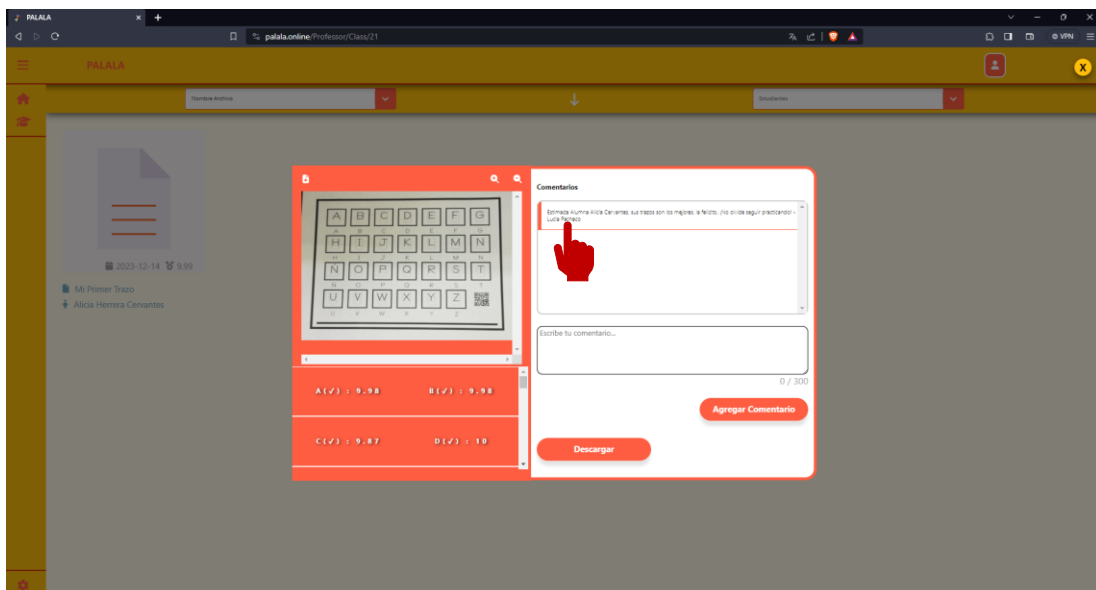 PALALA
palala.online/Professor/Class/21
VPN
PALALA
X
Nombre Archivo
Estudiantes
2023-12-14 9.99
Mi Primer Trazo
Alicia Herrera Cervantes
A B C D E F G
A B C D E F G
H I J K L M N
H I J K L M N
Ñ O P Q R S T
Ñ O P Q R S T
U V W X Y Z
U V W X Y Z
A(✓) : 9.98 B(✓) : 9.98
C(✓) : 9.87 D(✓) : 10
Comentarios
Estimada Alumna Alicia Cervantes, sus trazos son los mejores, la felicito. ¡No olvide seguir practicando! -
Lucía Pacheco
Escribe tu comentario...
0 / 300
Agregar Comentario
Descargar